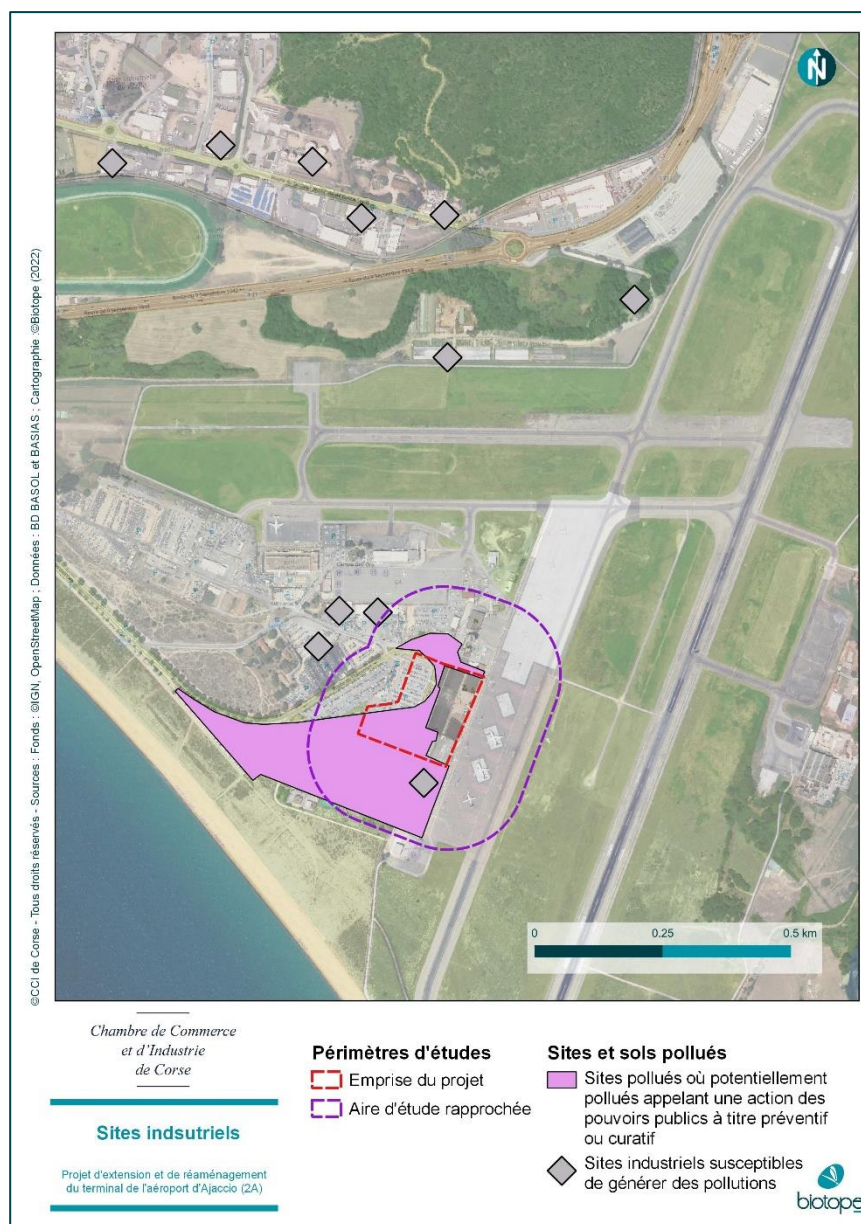 ©CCI de Corse - Tous droits réservés - Sources : Fonds : ©IGN, OpenStreetMap ; Données : BD BASOL et BASIAS ; Cartographie :©Biotope (2022)
N
0
0.25
0.5 km
Chambre de Commerce
et d'Industrie
de Corse
Sites indsutriels
Projet d'extension et de réaménagement
du terminal de l'aéroport d'Ajaccio (2A)
Périmètres d'études
Emprise du projet
Aire d'étude rapprochée
Sites et sols pollués
Sites pollués où potentiellement
pollués appelant une action des
pouvoirs publics à titre préventif
ou curatif
Sites industriels susceptibles
de générer des pollutions
biotope